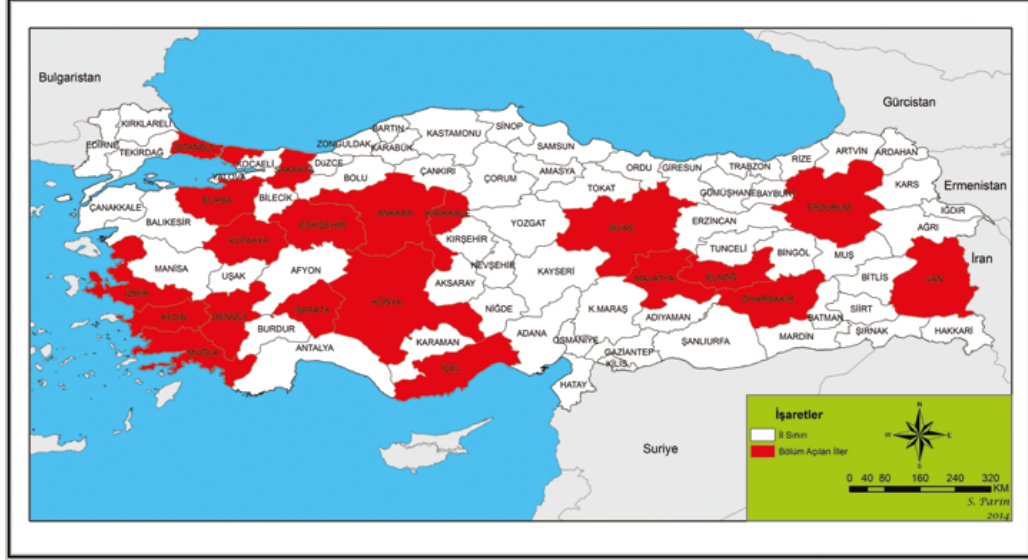 Bulgaristan
Gürcistan
Ermenistan
İran
Suriye
KIRKLARELİ
EDİRNE
TEKİRDAĞ
İSTANBUL
KOCAELİ
YALOVA
SAKARYA
DÜZCE
ZONGULDAK
BARTIN
KARABÜK
KASTAMONU
SİNOP
SAMSUN
BOLU
ÇANKIRI
ÇORUM
AMASYA
TOKAT
ORDU
GİRESUN
TRABZON
GÜMÜŞHANE
BAYBURT
RİZE
ARTVİN
ARDAHAN
KARS
IĞDIR
AĞRI
ERZURUM
ERZİNCAN
ÇANAKKALE
BALIKESİR
BURSA
BİLECİK
ESKİŞEHİR
ANKARA
KIRIKKALE
KÜTAHYA
YOZGAT
SİVAS
TUNCELİ
BİNGÖL
MUŞ
BİTLİS
VAN
KIRŞEHİR
NEVŞEHİR
KAYSERİ
MALATYA
ELAZIĞ
DİYARBAKIR
MANİSA
UŞAK
AFYON
AKSARAY
İZMİR
AYDIN
DENİZLİ
ISPARTA
KONYA
NİĞDE
K.MARAŞ
ADIYAMAN
BATMAN
SİİRT
ŞIRNAK
HAKKARİ
MARDİN
ŞANLIURFA
BURDUR
ANTALYA
MUĞLA
KARAMAN
İÇEL
ADANA
OSMANİYE
GAZİANTEP
KİLİS
HATAY
İşaretler
İl Sınırı
Bölüm Açılan İller
N
E
S
0 40 80 160 240 320
KM
S. Parin
2014